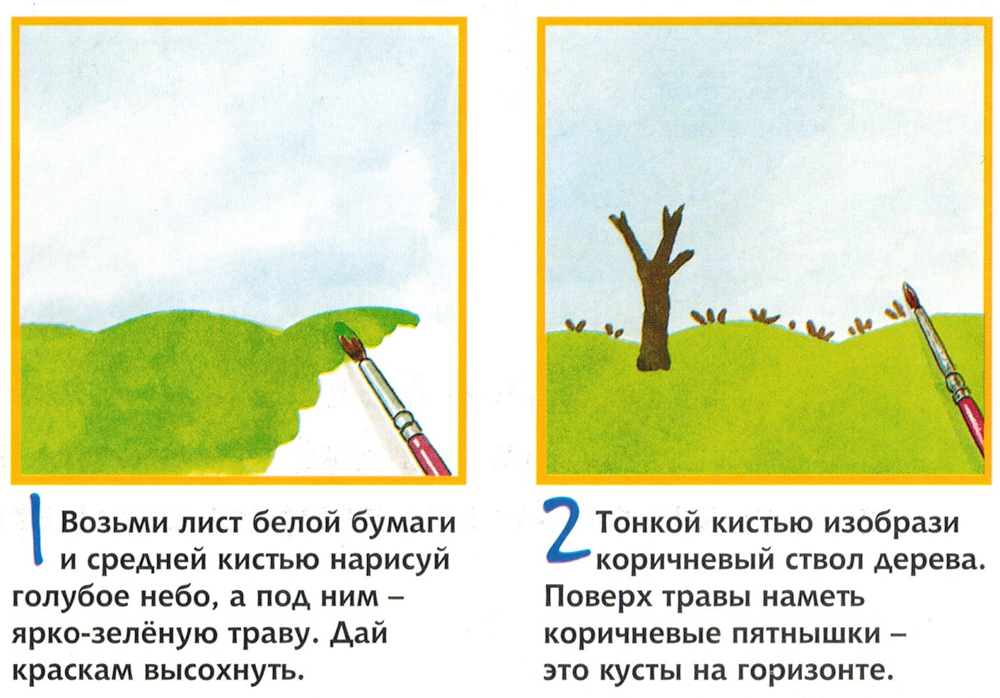 1 Возьми лист белой бумаги
и средней кистью нарисуй
голубое небо, а под ним –
ярко-зелёную траву. Дай
краскам высохнуть.
2 Тонкой кистью изобрази
коричневый ствол дерева.
Поверх травы наметь
коричневые пятнышки –
это кусты на горизонте.